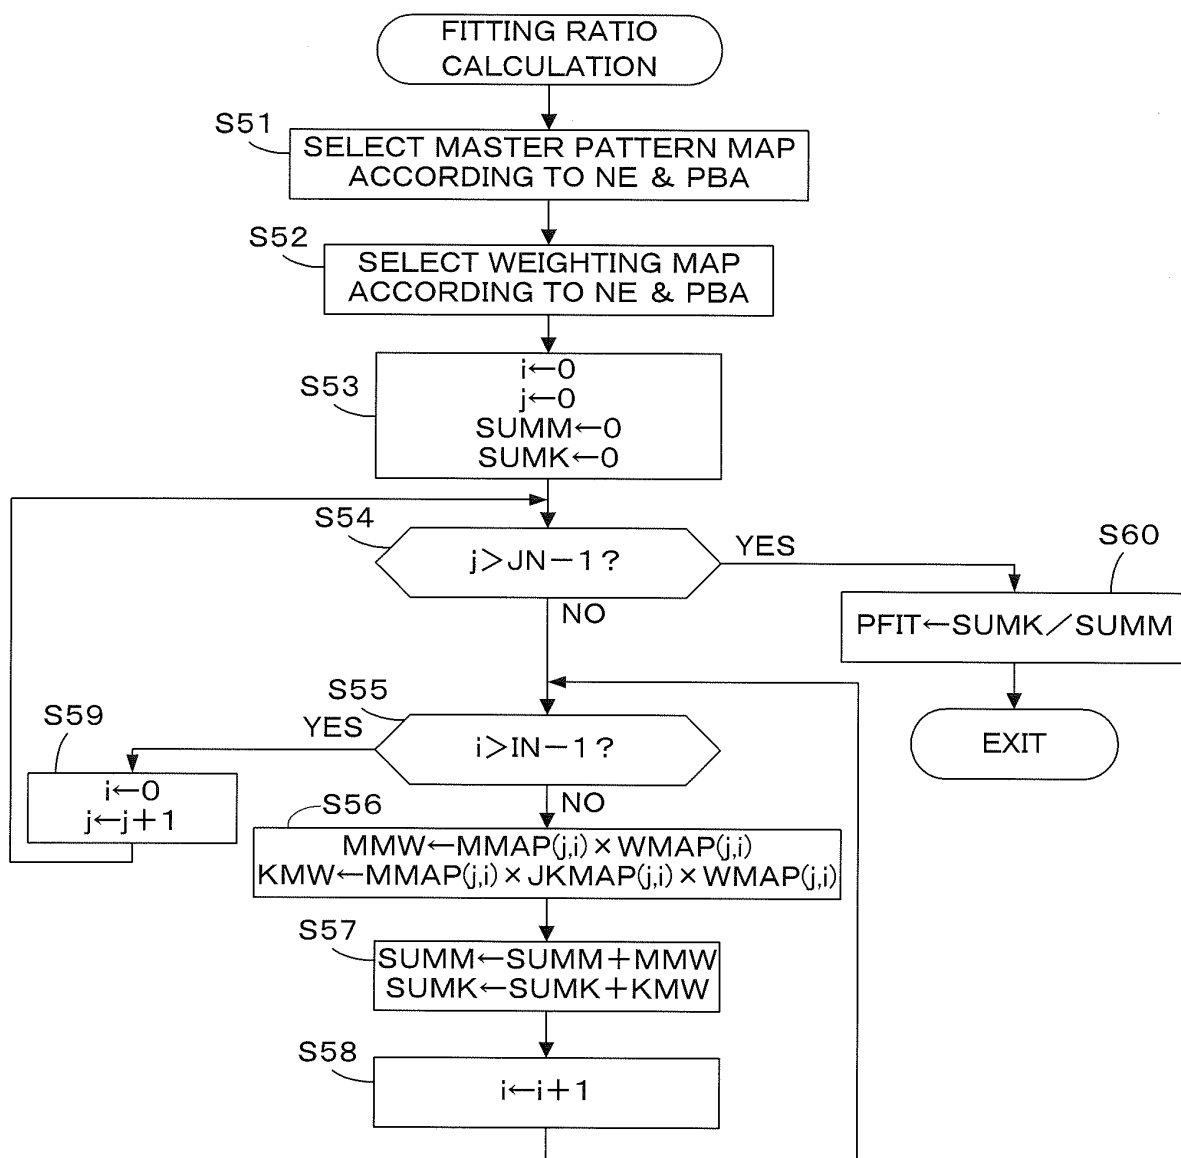 FITTING RATIO
CALCULATION
S51
SELECT MASTER PATTERN MAP
ACCORDING TO NE & PBA
S52
SELECT WEIGHTING MAP
ACCORDING TO NE & PBA
S53
i←0
j←0
SUMM←0
SUMK←0
S54
j>JN-1?
YES
NO
S60
PFIT←SUMK/SUMM
EXIT
S55
i>IN-1?
YES
NO
S59
i←0
j←j+1
S56
MMW←MMAP(j,i)×WMAP(j,i)
KMW←MMAP(j,i)×JKMAP(j,i)×WMAP(j,i)
S57
SUMM←SUMM+MMW
SUMK←SUMK+KMW
S58
i←i+1